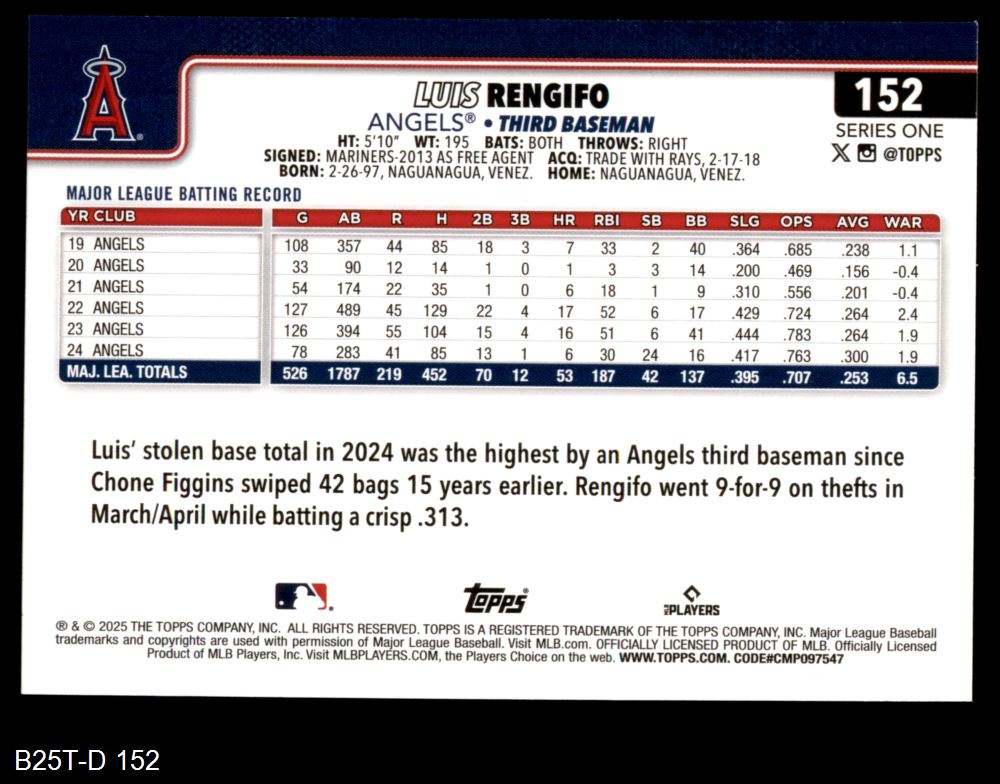 A
LUIS RENGIFO
ANGELS® • THIRD BASEMAN
HT: 5'10" WT: 195 BATS: BOTH THROWS: RIGHT
SIGNED: MARINERS-2013 AS FREE AGENT ACQ: TRADE WITH RAYS, 2-17-18
BORN: 2-26-97, NAGUANAGUA, VENEZ. HOME: NAGUANAGUA, VENEZ.
152
SERIES ONE
X @TOPPS
MAJOR LEAGUE BATTING RECORD
YR CLUB G AB R H 2B 3B HR RBI SB BB SLG OPS AVG WAR
19 ANGELS 108 357 44 85 18 3 7 33 2 40 .364 .685 .238 1.1
20 ANGELS 33 90 12 14 1 0 1 3 3 14 .200 .469 .156 -0.4
21 ANGELS 54 174 22 35 1 0 6 18 1 9 .310 .556 .201 -0.4
22 ANGELS 127 489 45 129 22 4 17 52 6 17 .429 .724 .264 2.4
23 ANGELS 126 394 55 104 15 4 16 51 6 41 .444 .783 .264 1.9
24 ANGELS 78 283 41 85 13 1 6 30 24 16 .417 .763 .300 1.9
MAJ. LEA. TOTALS 526 1787 219 452 70 12 53 187 42 137 .395 .707 .253 6.5
Luis' stolen base total in 2024 was the highest by an Angels third baseman since
Chone Figgins swiped 42 bags 15 years earlier. Rengifo went 9-for-9 on thefts in
March/April while batting a crisp .313.
Topps®
MLB PLAYERS
® & © 2025 THE TOPPS COMPANY, INC. ALL RIGHTS RESERVED. TOPPS IS A REGISTERED TRADEMARK OF THE TOPPS COMPANY, INC. Major League Baseball
trademarks and copyrights are used with permission of Major League Baseball. Visit MLB.com. OFFICIALLY LICENSED PRODUCT OF MLB. Officially Licensed
Product of MLB Players, Inc. Visit MLBPLAYERS.COM, the Players Choice on the web. WWW.TOPPS.COM. CODE#CMP097547
B25T-D 152